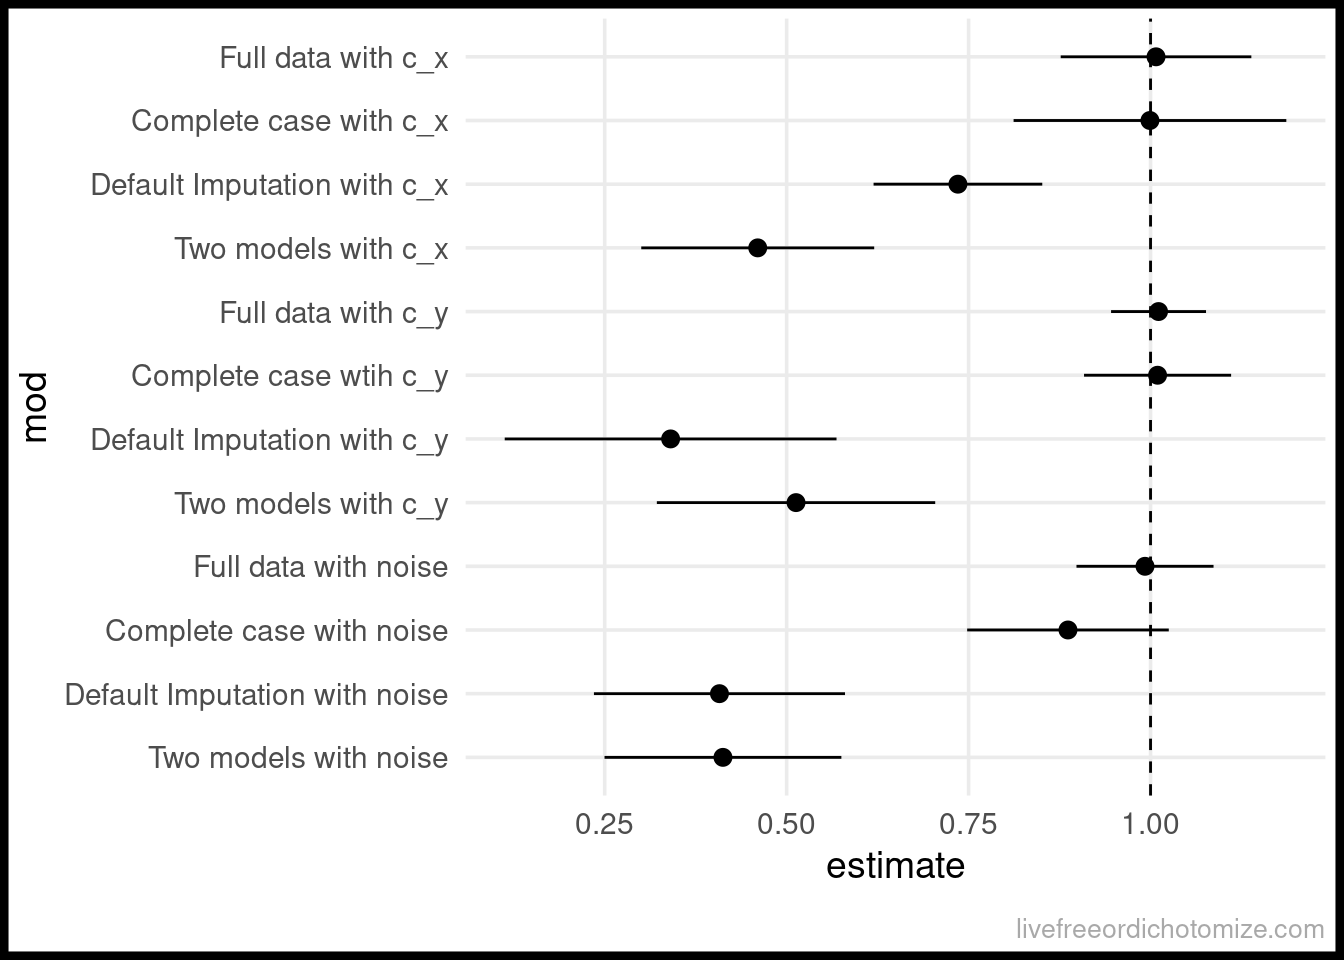 Full data with c_x
Complete case with c_x
Default Imputation with c_x
Two models with c_x
Full data with c_y
Complete case wtih c_y
Default Imputation with c_y
Two models with c_y
Full data with noise
Complete case with noise
Default Imputation with noise
Two models with noise
mod
0.25 0.50 0.75 1.00
estimate
livefreeordichotomize.com